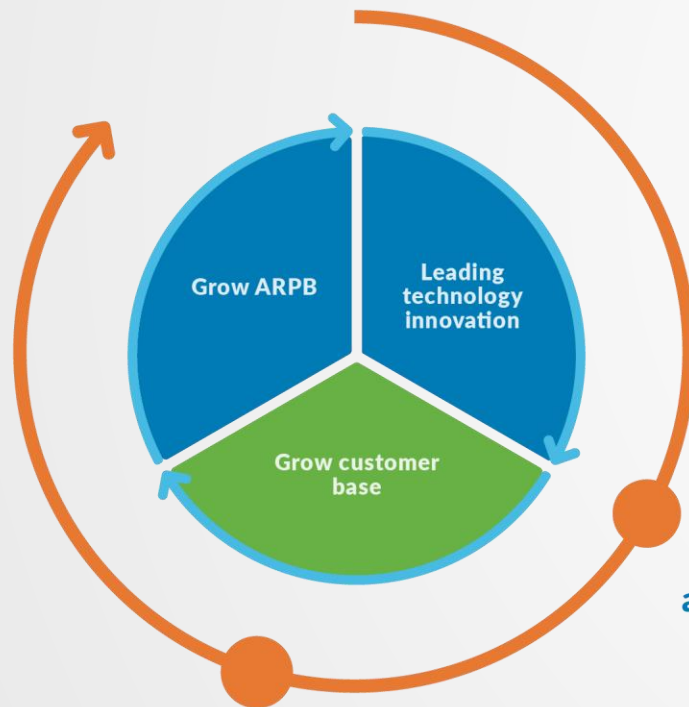 Grow ARPB
Leading
technology
innovation
Grow customer
base